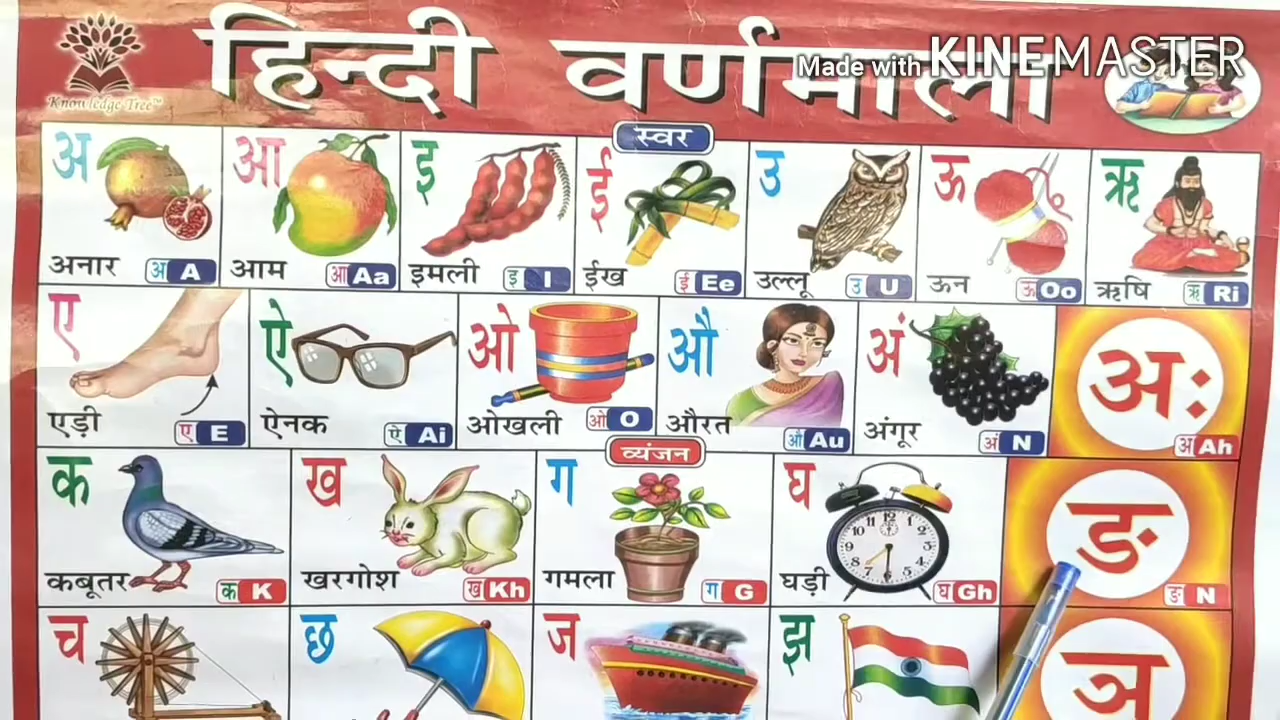 हिन्दी वर्णमाला
Made with KINEMASTER
Knowledge Tree™
स्वर
अ आ इ ई उ ऊ ऋ
अनार अ A आम आ Aa इमली इ I ईख ई Ee उल्लू उ U ऊन ऊ Oo ऋषि ऋ Ri
ए ऐ ओ औ अं अः
एड़ी ए E ऐनक ऐ Ai ओखली ओ O औरत औ Au अंगूर अं N अ Ah
व्यंजन
क ख ग घ ङ
कबूतर क K खरगोश ख Kh गमला ग G घड़ी घ Gh ङ N
च छ ज झ ञ